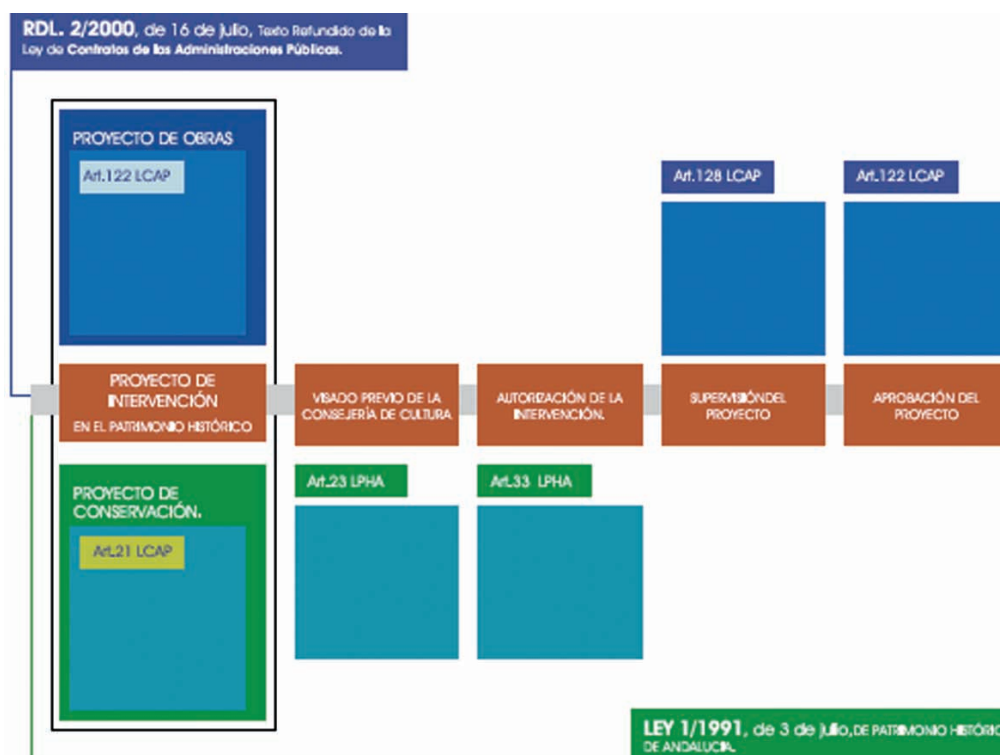 RDL. 2/2000, de 16 de julio, Texto Refundido de la
Ley de Contratos de las Administraciones Públicas.
PROYECTO DE OBRAS
Art.122 LCAP
Art.128 LCAP
Art.122 LCAP
PROYECTO DE
INTERVENCIÓN
EN EL PATRIMONIO HISTÓRICO
VISADO PREVIO DE LA
CONSEJERÍA DE CULTURA
AUTORIZACIÓN DE LA
INTERVENCIÓN.
SUPERVISIÓNDEL
PROYECTO
APROBACIÓN DEL
PROYECTO
PROYECTO DE
CONSERVACIÓN.
Art.21 LCAP
Art.23 LPHA
Art.33 LPHA
LEY 1/1991, de 3 de julio, DE PATRIMONIO HISTÓRIC
DE ANDALUCIA.